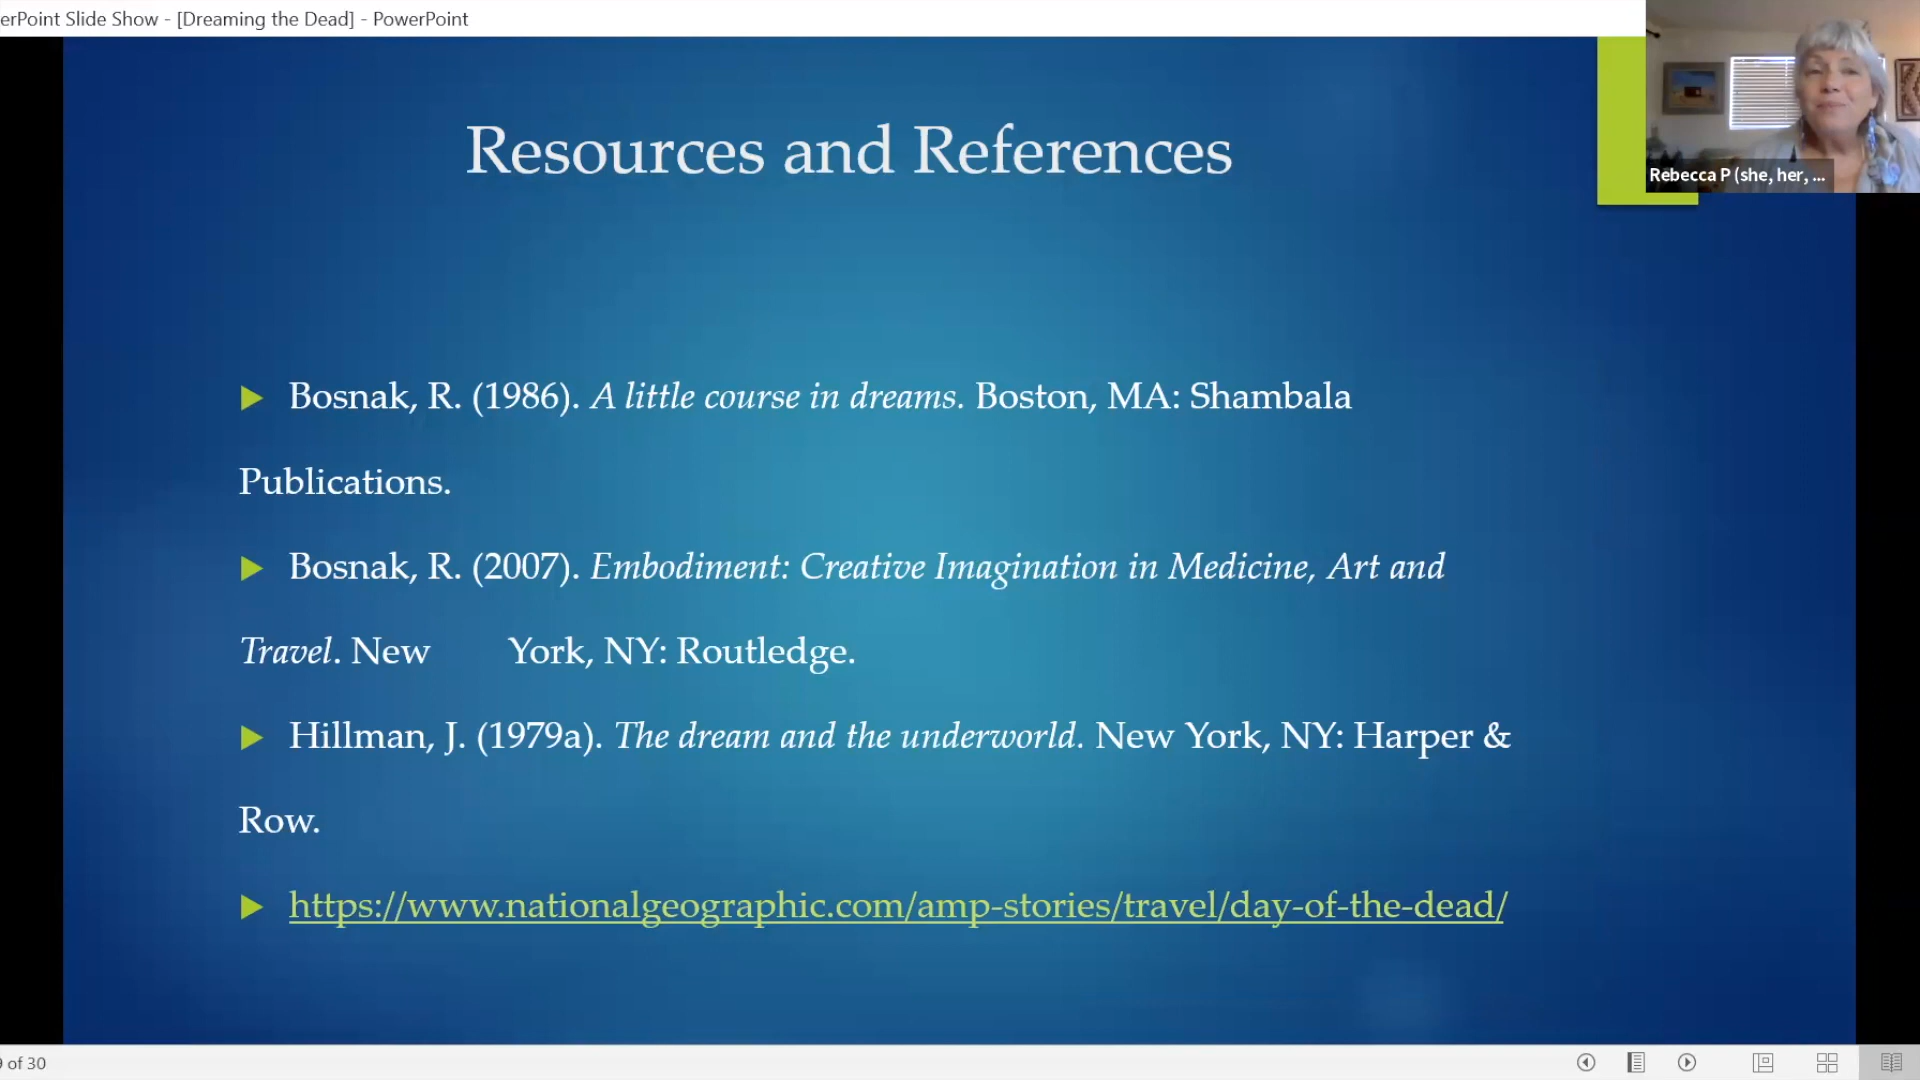 erPoint Slide Show - [Dreaming the Dead] - PowerPoint
Rebecca P (she, her, ...
Resources and References
Bosnak, R. (1986). A little course in dreams. Boston, MA: Shambala
Publications.
Bosnak, R. (2007). Embodiment: Creative Imagination in Medicine, Art and
Travel. New York, NY: Routledge.
Hillman, J. (1979a). The dream and the underworld. New York, NY: Harper &
Row.
https://www.nationalgeographic.com/amp-stories/travel/day-of-the-dead/
9 of 30